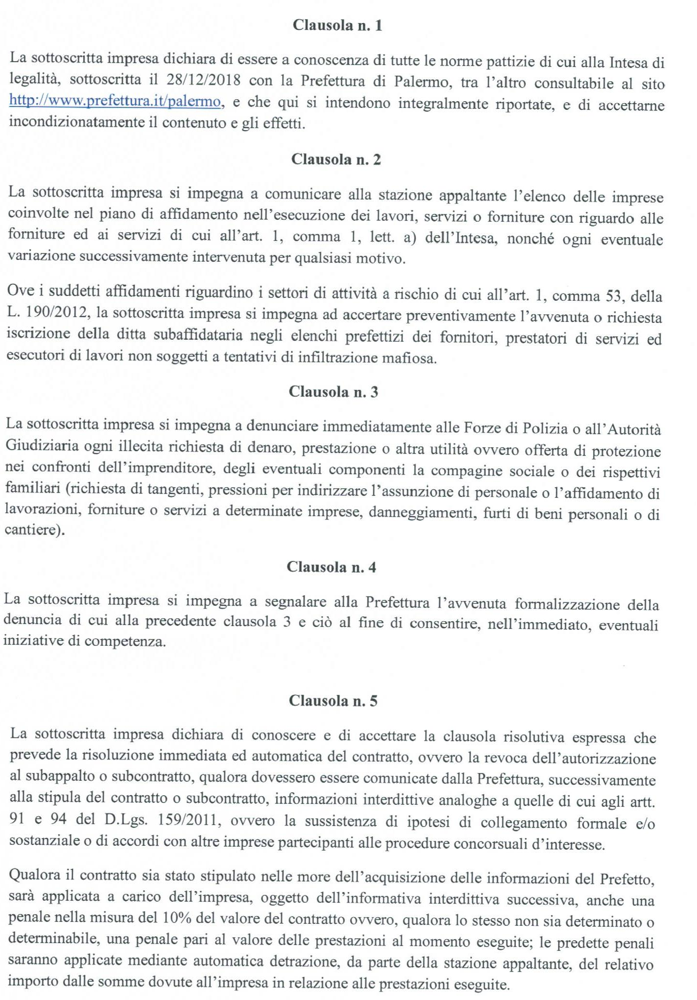 Clausola n. 1
La sottoscritta impresa dichiara di essere a conoscenza di tutte le norme pattizie di cui alla Intesa di
legalità, sottoscritta il 28/12/2018 con la Prefettura di Palermo, tra l’altro consultabile al sito
http://www.prefettura.it/palermo, e che qui si intendono integralmente riportate, e di accettarne
incondizionatamente il contenuto e gli effetti.
Clausola n. 2
La sottoscritta impresa si impegna a comunicare alla stazione appaltante l’elenco delle imprese
coinvolte nel piano di affidamento nell’esecuzione dei lavori, servizi o forniture con riguardo alle
forniture ed ai servizi di cui all’art. 1, comma 1, lett. a) dell’Intesa, nonché ogni eventuale
variazione successivamente intervenuta per qualsiasi motivo.
Ove i suddetti affidamenti riguardino i settori di attività a rischio di cui all’art. 1, comma 53, della
L. 190/2012, la sottoscritta impresa si impegna ad accertare preventivamente l’avvenuta o richiesta
iscrizione della ditta subaffidataria negli elenchi prefettizi dei fornitori, prestatori di servizi ed
esecutori di lavori non soggetti a tentativi di infiltrazione mafiosa.
Clausola n. 3
La sottoscritta impresa si impegna a denunciare immediatamente alle Forze di Polizia o all’Autorità
Giudiziaria ogni illecita richiesta di denaro, prestazione o altra utilità ovvero offerta di protezione
nei confronti dell’imprenditore, degli eventuali componenti la compagine sociale o dei rispettivi
familiari (richiesta di tangenti, pressioni per indirizzare l’assunzione di personale o l’affidamento di
lavorazioni, forniture o servizi a determinate imprese, danneggiamenti, furti di beni personali o di
cantiere).
Clausola n. 4
La sottoscritta impresa si impegna a segnalare alla Prefettura l’avvenuta formalizzazione della
denuncia di cui alla precedente clausola 3 e ciò al fine di consentire, nell’immediato, eventuali
iniziative di competenza.
Clausola n. 5
La sottoscritta impresa dichiara di conoscere e di accettare la clausola risolutiva espressa che
prevede la risoluzione immediata ed automatica del contratto, ovvero la revoca dell’autorizzazione
al subappalto o subcontratto, qualora dovessero essere comunicate dalla Prefettura, successivamente
alla stipula del contratto o subcontratto, informazioni interdittive analoghe a quelle di cui agli artt.
91 e 94 del D.Lgs. 159/2011, ovvero la sussistenza di ipotesi di collegamento formale e/o
sostanziale o di accordi con altre imprese partecipanti alle procedure concorsuali d’interesse.
Qualora il contratto sia stato stipulato nelle more dell’acquisizione delle informazioni del Prefetto,
sarà applicata a carico dell’impresa, oggetto dell’informativa interdittiva successiva, anche una
penale nella misura del 10% del valore del contratto ovvero, qualora lo stesso non sia determinato o
determinabile, una penale pari al valore delle prestazioni al momento eseguite; le predette penali
saranno applicate mediante automatica detrazione, da parte della stazione appaltante, del relativo
importo dalle somme dovute all’impresa in relazione alle prestazioni eseguite.